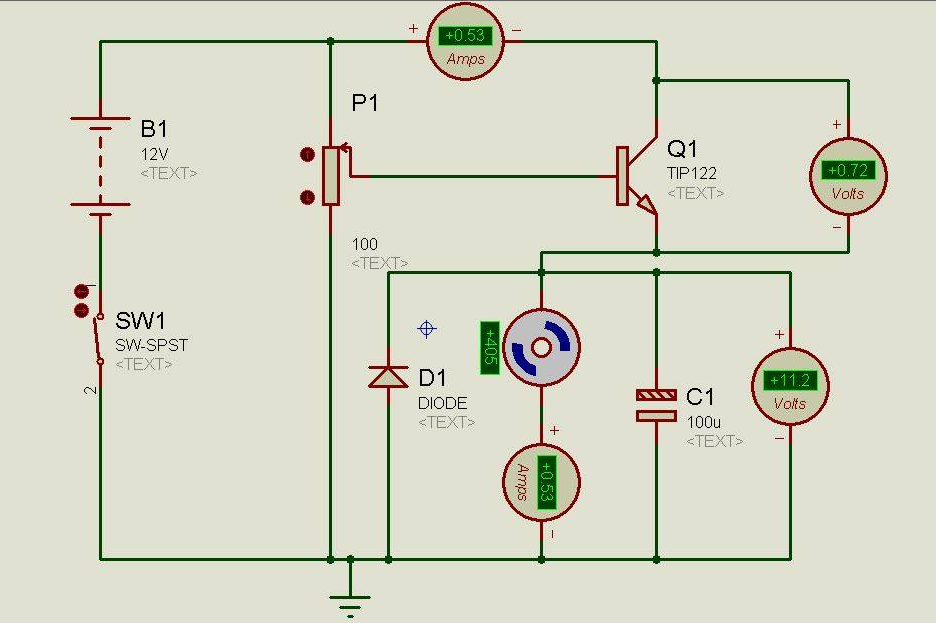 + +0.53 −
Amps
P1
B1
12V
<TEXT>
Q1
TIP122
<TEXT>
+
+0.72
Volts
−
100
<TEXT>
1
SW1
SW-SPST
<TEXT>
2
+405
D1
DIODE
<TEXT>
C1
100u
<TEXT>
+
+11.2
Volts
−
+
+0.53
Amps
−